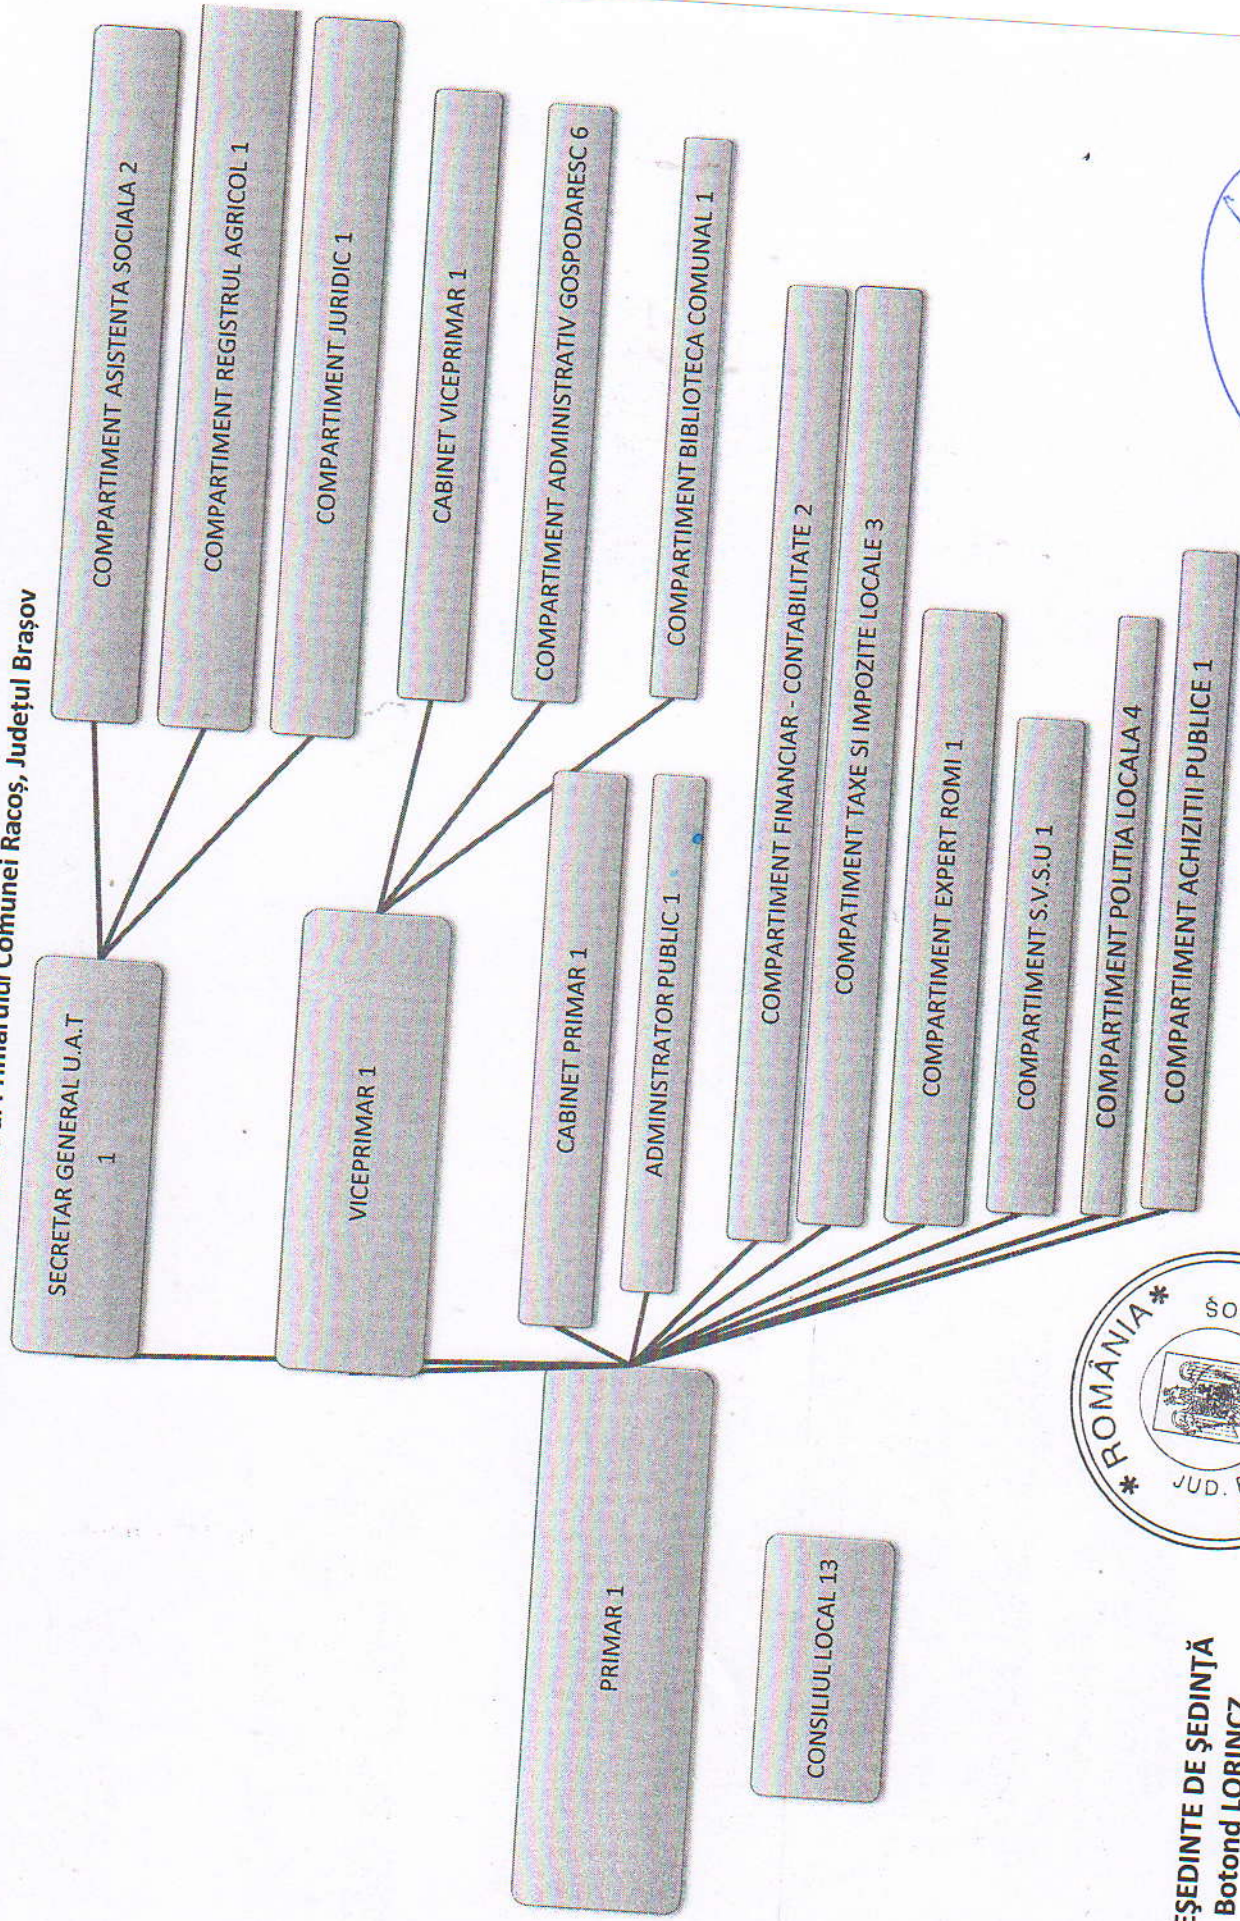 Primarului Comunei Racoș, Județul Brașov
SECRETAR GENERAL U.A.T
1
COMPARTIMENT ASISTENTA SOCIALA 2
COMPARTIMENT REGISTRUL AGRICOL 1
COMPARTIMENT JURIDIC 1
VICEPRIMAR 1
CABINET VICEPRIMAR 1
COMPARTIMENT ADMINISTRATIV GOSPODARESC 6
COMPARTIMENT BIBLIOTECA COMUNAL 1
PRIMAR 1
CABINET PRIMAR 1
ADMINISTRATOR PUBLIC 1
COMPARTIMENT FINANCIAR - CONTABILITATE 2
COMPATIMENT TAXE SI IMPOZITE LOCALE 3
COMPARTIMENT EXPERT ROMI 1
COMPARTIMENT S.V.S.U 1
COMPARTIMENT POLITIA LOCALA 4
COMPARTIMENT ACHIZITII PUBLICE 1
CONSILIUL LOCAL 13
EȘEDINTE DE ȘEDINȚĂ
Botond LORINCZ
* ROMÂNIA *
JUD.